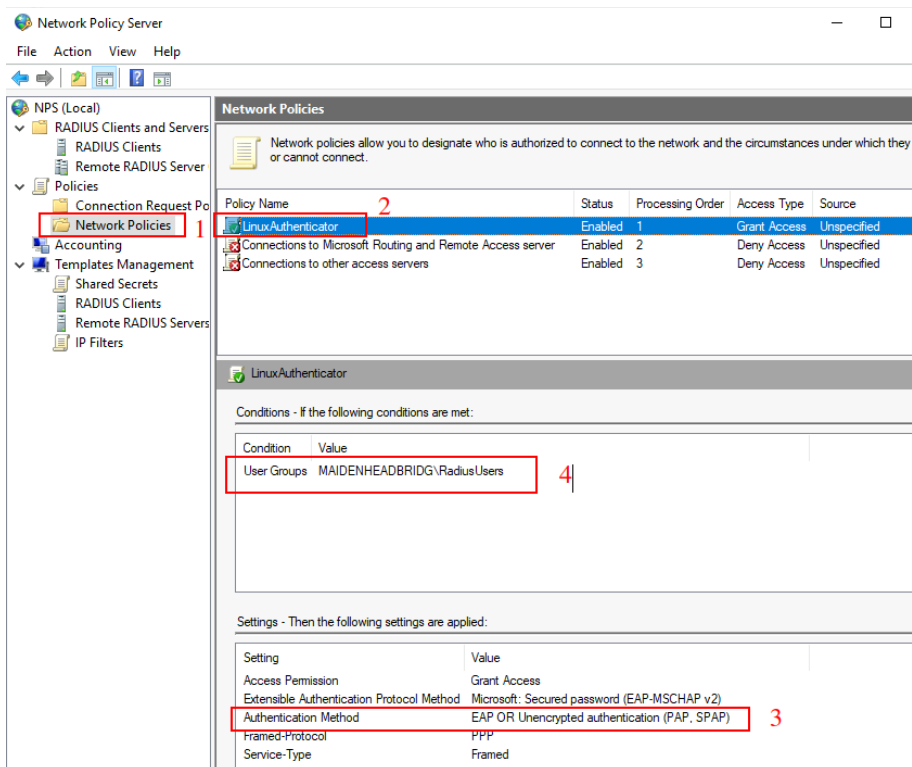 Network Policy Server
File Action View Help
NPS (Local)
RADIUS Clients and Servers
RADIUS Clients
Remote RADIUS Server
Policies
Connection Request Po
Network Policies 1
Accounting
Templates Management
Shared Secrets
RADIUS Clients
Remote RADIUS Servers
IP Filters
Network Policies
Network policies allow you to designate who is authorized to connect to the network and the circumstances under which they
or cannot connect.
Policy Name 2 Status Processing Order Access Type Source
LinuxAuthenticator Enabled 1 Grant Access Unspecified
Connections to Microsoft Routing and Remote Access server Enabled 2 Deny Access Unspecified
Connections to other access servers Enabled 3 Deny Access Unspecified
LinuxAuthenticator
Conditions - If the following conditions are met:
Condition Value
User Groups MAIDENHEADBRIDG\RadiusUsers 4
Settings - Then the following settings are applied:
Setting Value
Access Permission Grant Access
Extensible Authentication Protocol Method Microsoft: Secured password (EAP-MSCHAP v2)
Authentication Method EAP OR Unencrypted authentication (PAP, SPAP) 3
Framed-Protocol PPP
Service-Type Framed